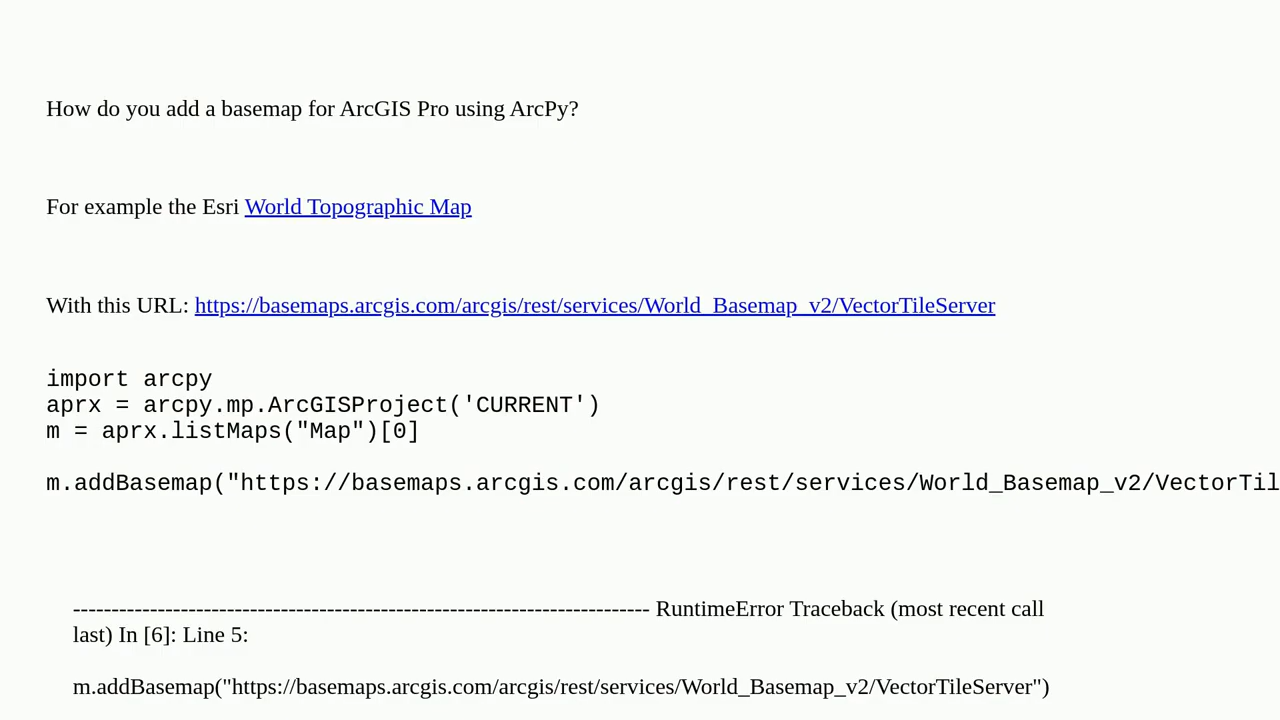 How do you add a basemap for ArcGIS Pro using ArcPy?
For example the Esri World Topographic Map
With this URL: https://basemaps.arcgis.com/arcgis/rest/services/World_Basemap_v2/VectorTileServer
import arcpy
aprx = arcpy.mp.ArcGISProject('CURRENT')
m = aprx.listMaps("Map")[0]
m.addBasemap("https://basemaps.arcgis.com/arcgis/rest/services/World_Basemap_v2/VectorTil
--------------------------------------------------------------------------- RuntimeError Traceback (most recent call
last) In [6]: Line 5:
m.addBasemap("https://basemaps.arcgis.com/arcgis/rest/services/World_Basemap_v2/VectorTileServer")